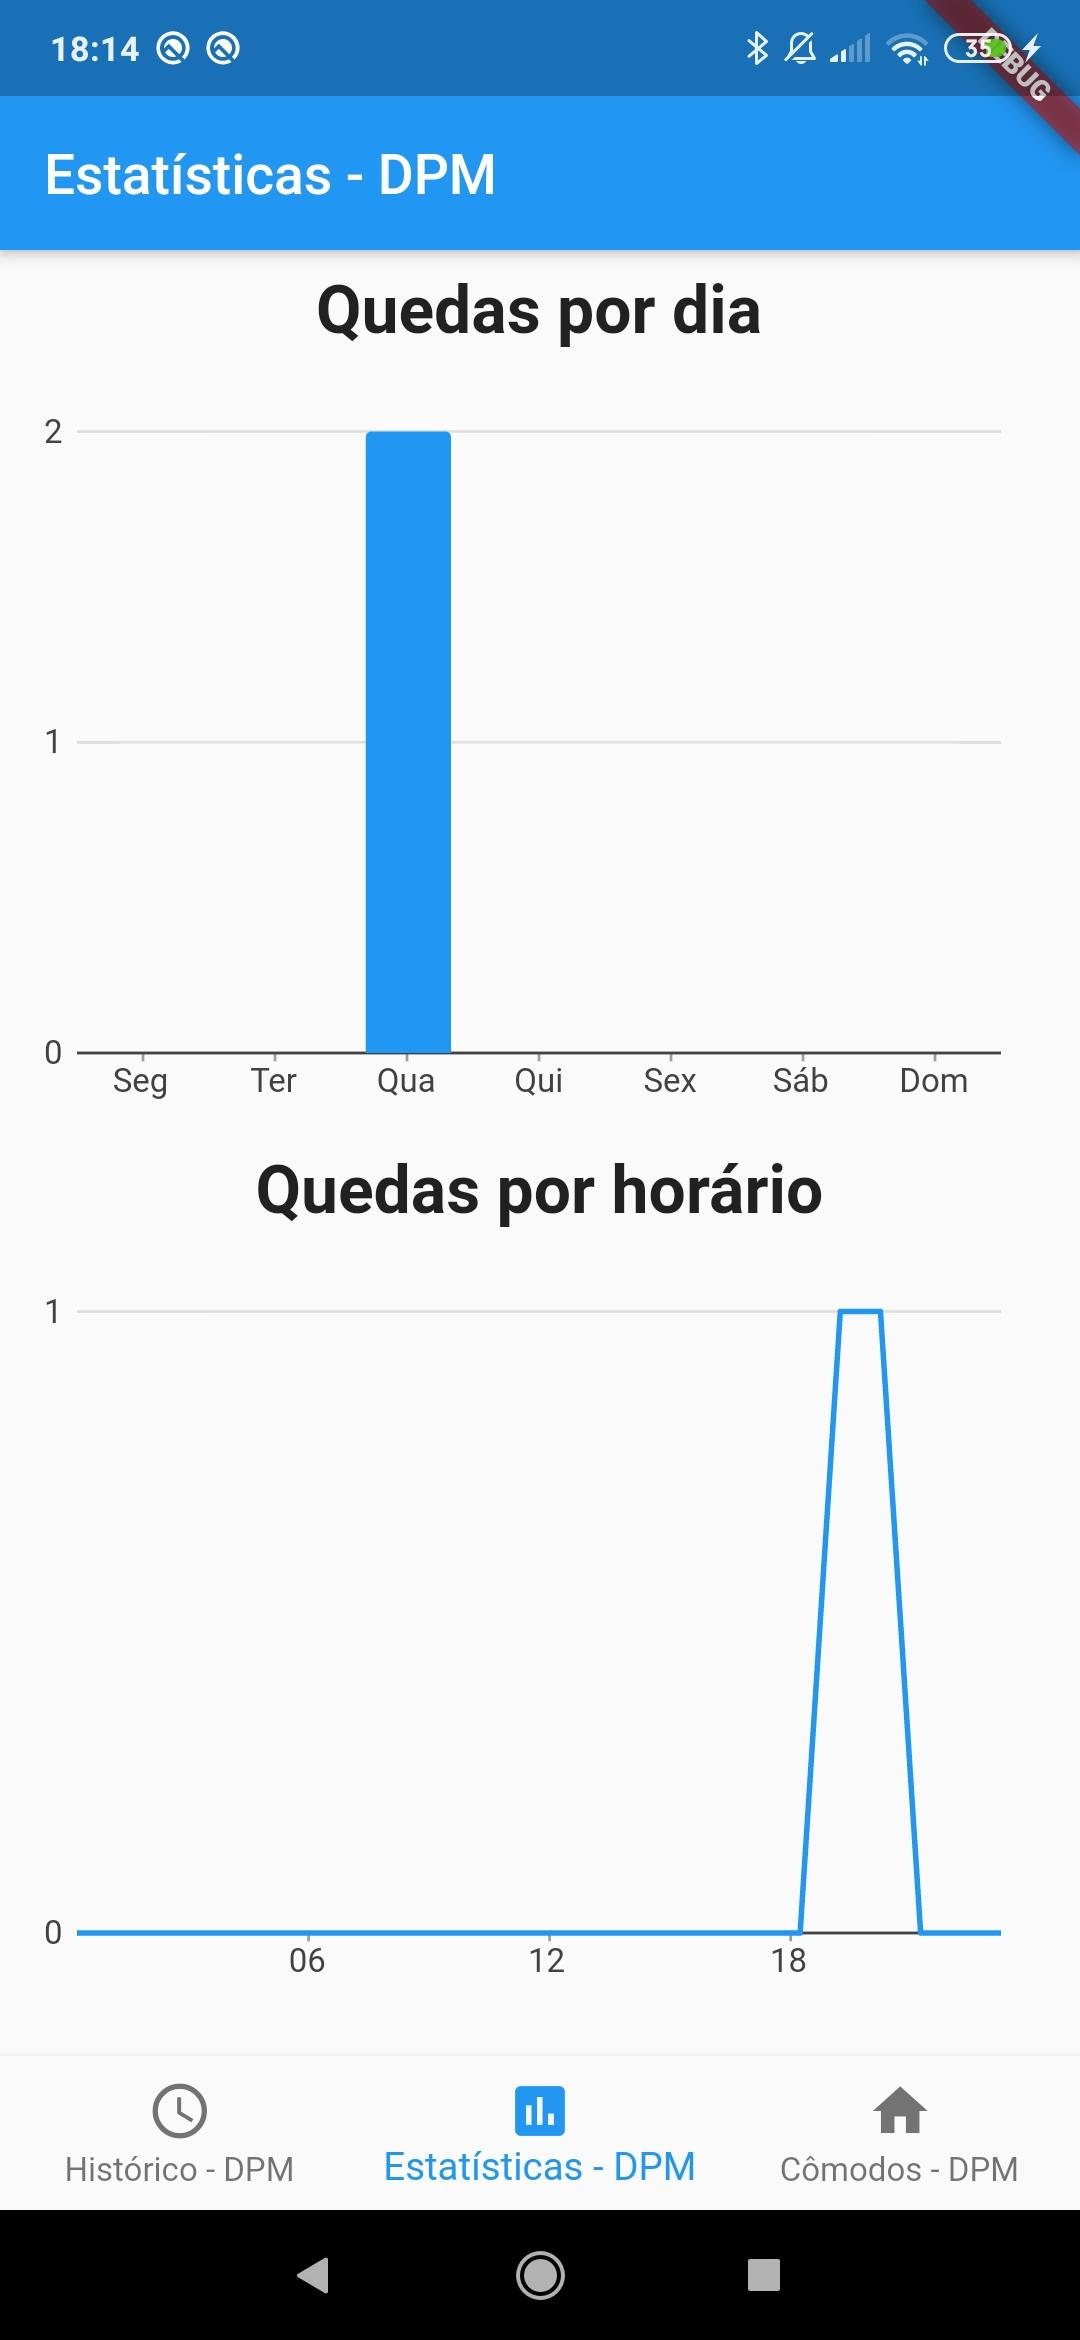 18:14
35
DEBUG
Estatísticas - DPM
Quedas por dia
2
1
0
Seg Ter Qua Qui Sex Sáb Dom
Quedas por horário
1
0
06 12 18
Histórico - DPM Estatísticas - DPM Cômodos - DPM